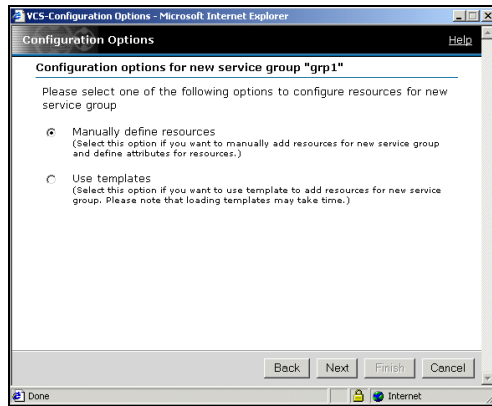 VCS-Configuration Options - Microsoft Internet Explorer
Configuration Options
Help
Configuration options for new service group "grp1"
Please select one of the following options to configure resources for new
service group
Manually define resources
(Select this option if you want to manually add resources for new service group
and define attributes for resources.)
Use templates
(Select this option if you want to use template to add resources for new service
group. Please note that loading templates may take time.)
Back Next Finish Cancel
Done
Internet